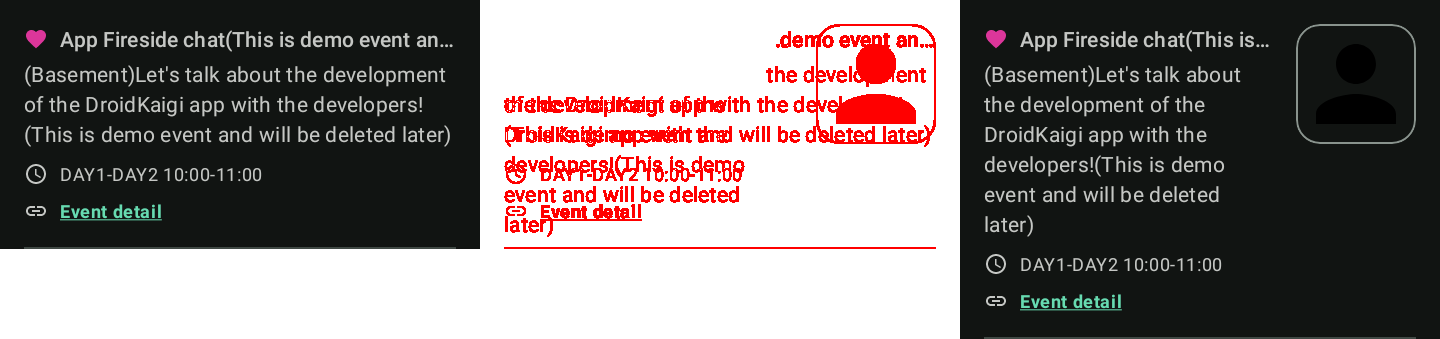 App Fireside chat(This is demo event an...
(Basement)Let's talk about the development
of the DroidKaigi app with the developers!
(This is demo event and will be deleted later)
DAY1-DAY2 10:00-11:00
Event detail
demo event an...
the development
developers!(This is demo
DAY1-DAY2 10:00-11:00
event and will be deleted
Event detail
later)
App Fireside chat(This is...
(Basement)Let's talk about
the development of the
DroidKaigi app with the
developers!(This is demo
event and will be deleted
later)
DAY1-DAY2 10:00-11:00
Event detail